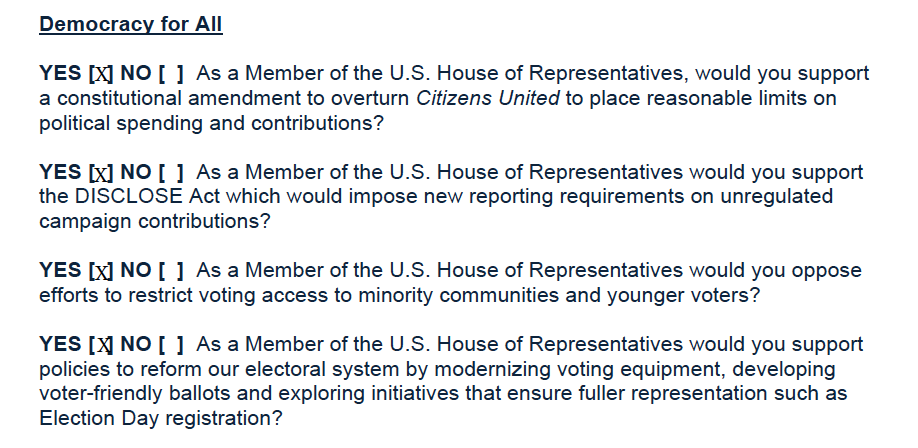 Democracy for All
YES [X] NO [ ] As a Member of the U.S. House of Representatives, would you support
a constitutional amendment to overturn Citizens United to place reasonable limits on
political spending and contributions?
YES [X] NO [ ] As a Member of the U.S. House of Representatives would you support
the DISCLOSE Act which would impose new reporting requirements on unregulated
campaign contributions?
YES [X] NO [ ] As a Member of the U.S. House of Representatives would you oppose
efforts to restrict voting access to minority communities and younger voters?
YES [X] NO [ ] As a Member of the U.S. House of Representatives would you support
policies to reform our electoral system by modernizing voting equipment, developing
voter-friendly ballots and exploring initiatives that ensure fuller representation such as
Election Day registration?